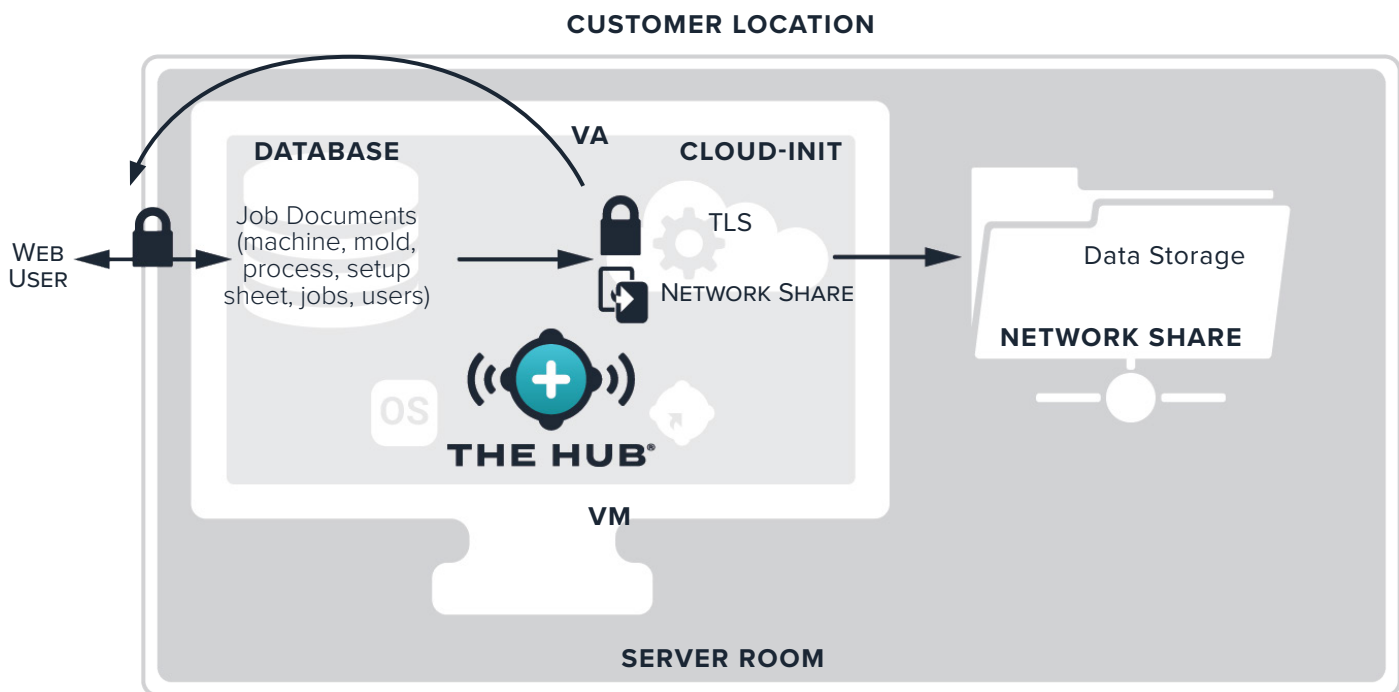 CUSTOMER LOCATION
VA
DATABASE
CLOUD-INIT
Job Documents
(machine, mold,
process, setup
sheet, jobs, users)
TLS
NETWORK SHARE
WEB
USER
Data Storage
NETWORK SHARE
OS
THE HUB®
VM
SERVER ROOM